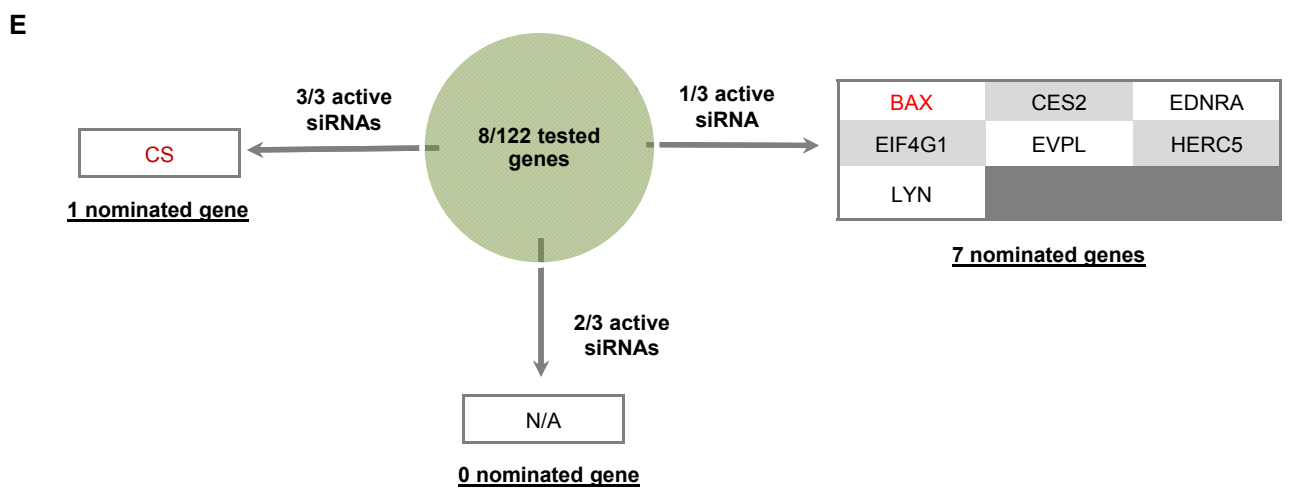 E
3/3 active
siRNAs
8/122 tested
genes
1/3 active
siRNA
CS
1 nominated gene
BAX CES2 EDNRA
EIF4G1 EVPL HERC5
LYN
7 nominated genes
2/3 active
siRNAs
N/A
0 nominated gene